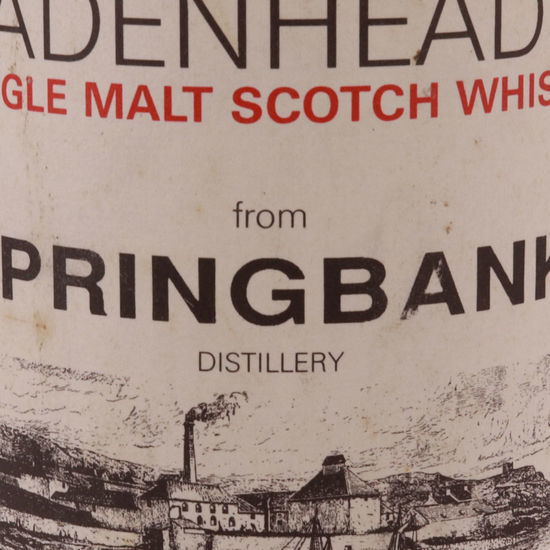 ADENHEAD
GLE MALT SCOTCH WHIS
from
PRINGBANK
DISTILLERY